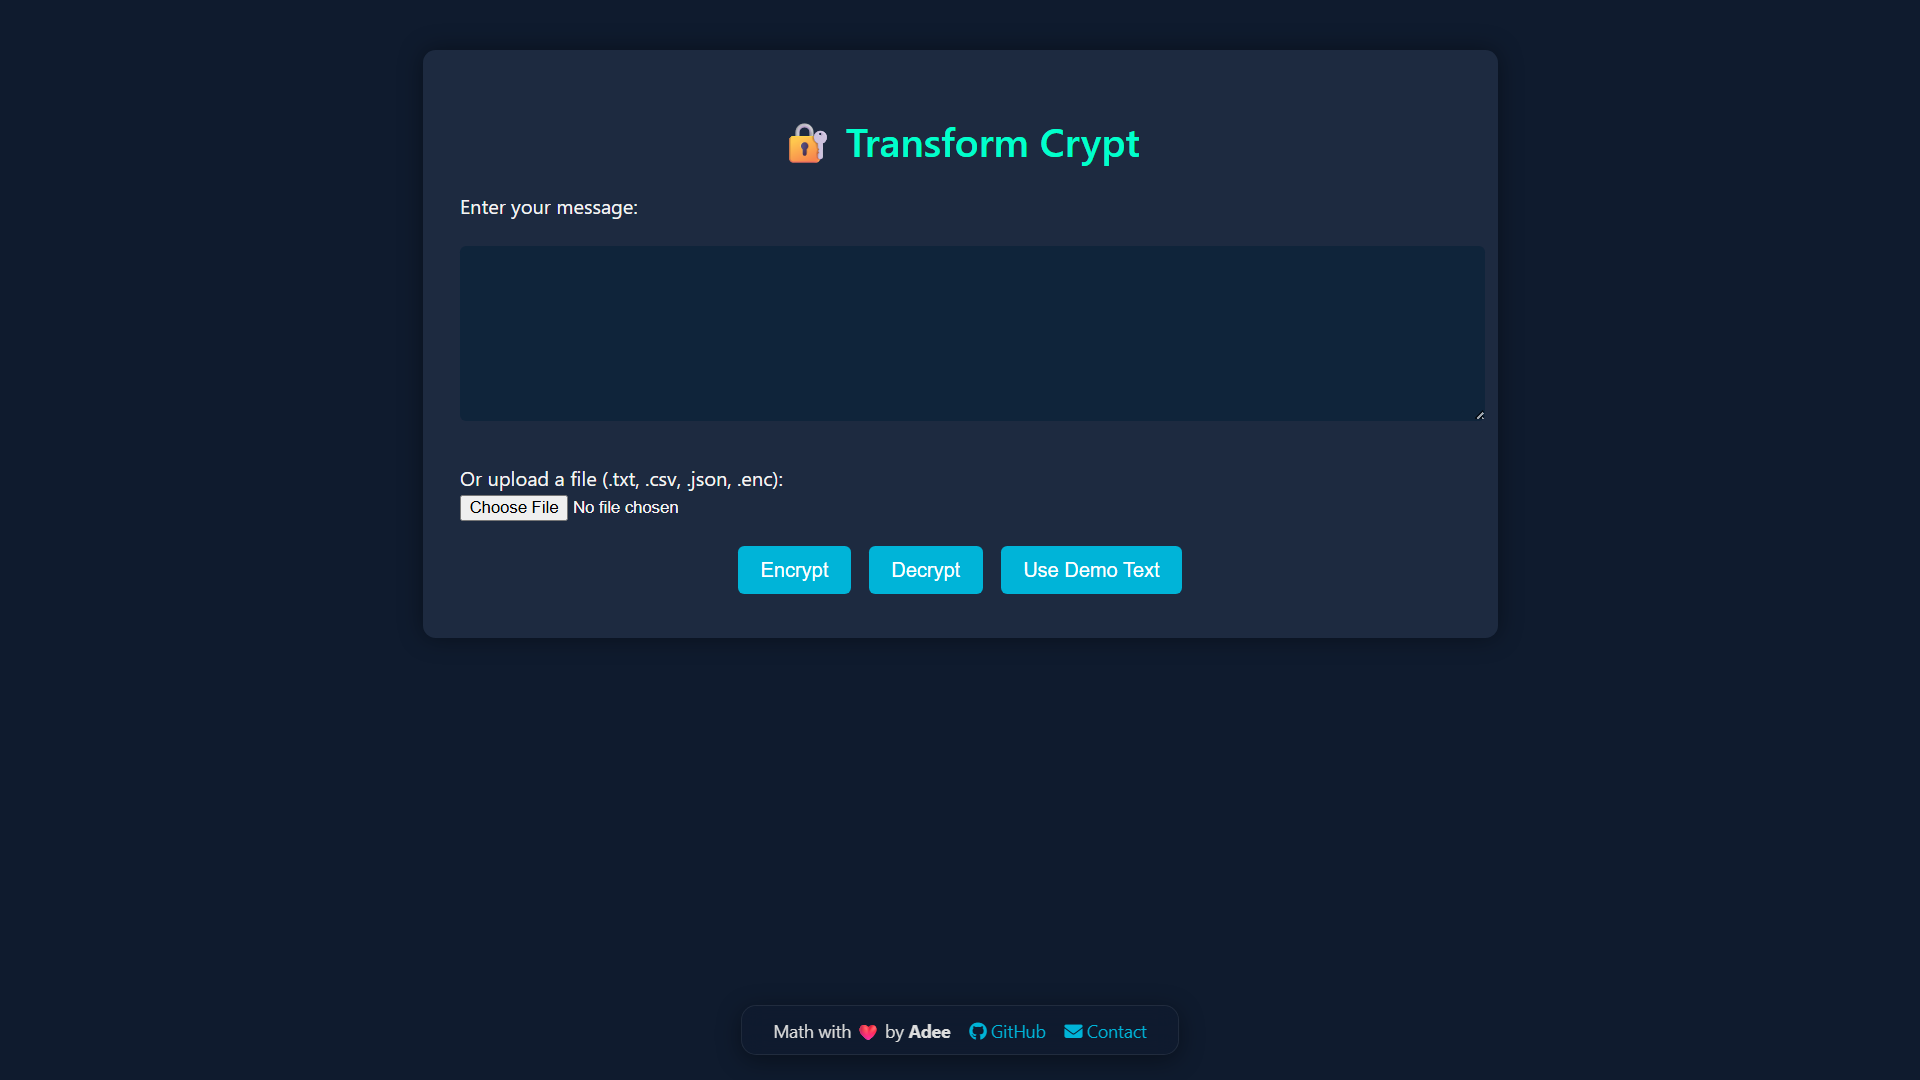 Transform Crypt
Enter your message:
Or upload a file (.txt, .csv, .json, .enc):
Choose File No file chosen
Encrypt Decrypt Use Demo Text
Math with ❤️ by Adee GitHub Contact